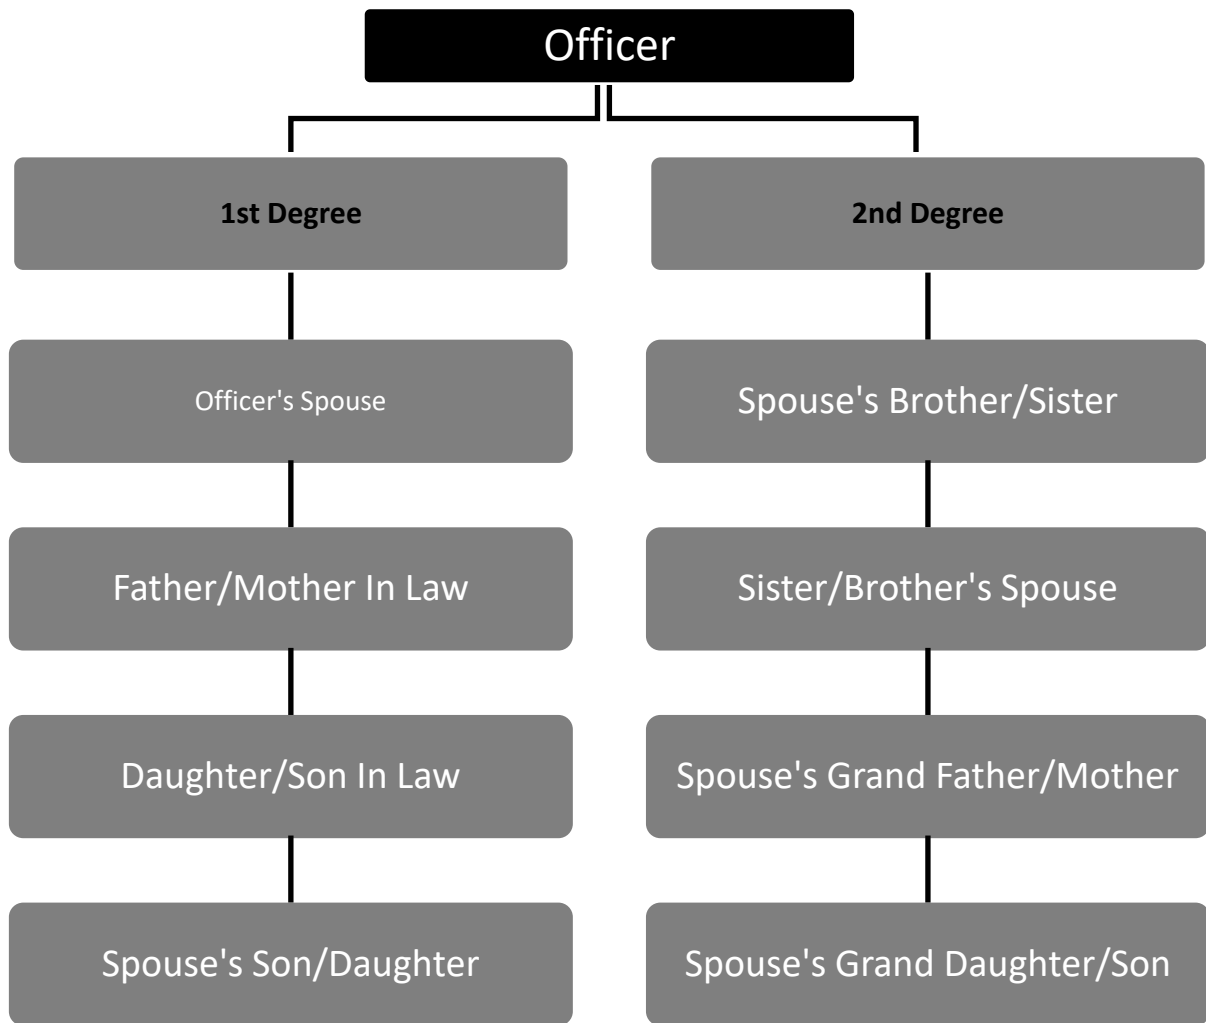 Officer
1st Degree
2nd Degree
Officer's Spouse
Spouse's Brother/Sister
Father/Mother In Law
Sister/Brother's Spouse
Daughter/Son In Law
Spouse's Grand Father/Mother
Spouse's Son/Daughter
Spouse's Grand Daughter/Son